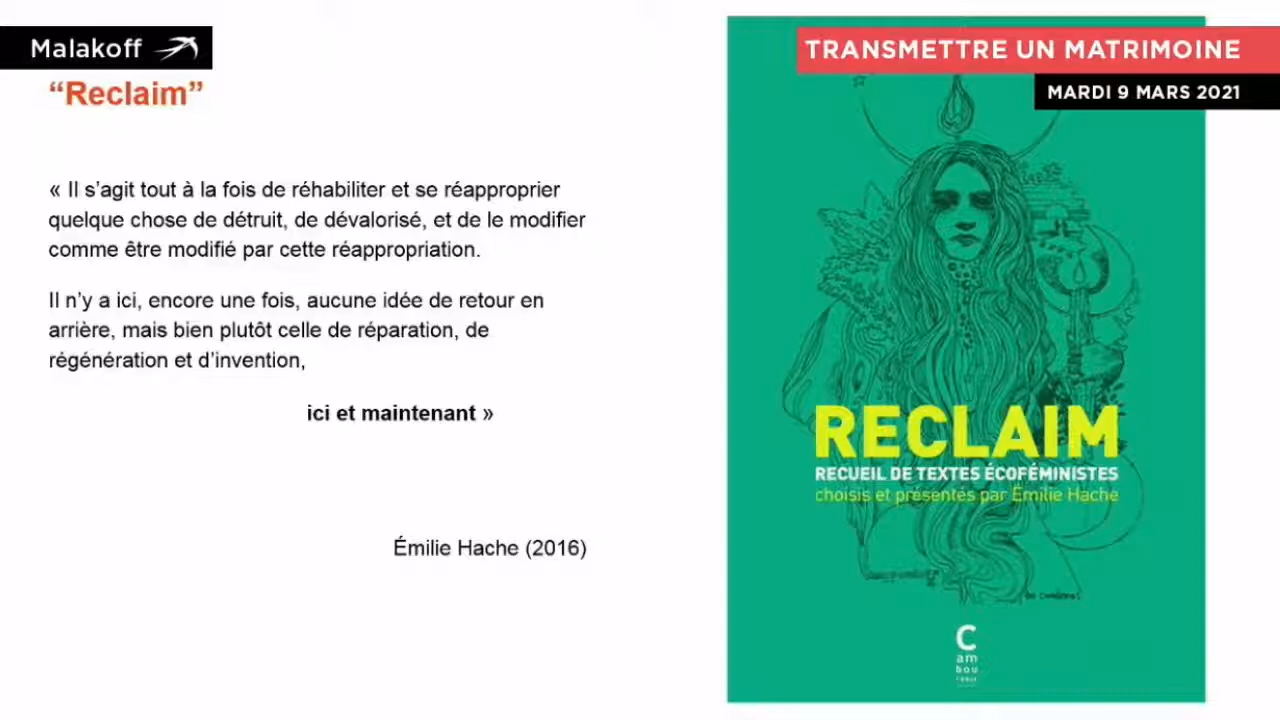 Malakoff
TRANSMETTRE UN MATRIMOINE
MARDI 9 MARS 2021
“Reclaim”
« Il s’agit tout à la fois de réhabiliter et se réapproprier
quelque chose de détruit, de dévalorisé, et de le modifier
comme être modifié par cette réappropriation.
Il n’y a ici, encore une fois, aucune idée de retour en
arrière, mais bien plutôt celle de réparation, de
régénération et d’invention,
ici et maintenant »
Émilie Hache (2016)
RECLAIM
RECUEIL DE TEXTES ÉCOFÉMINISTES
choisis et présentés par Émilie Hache
C
am
bou